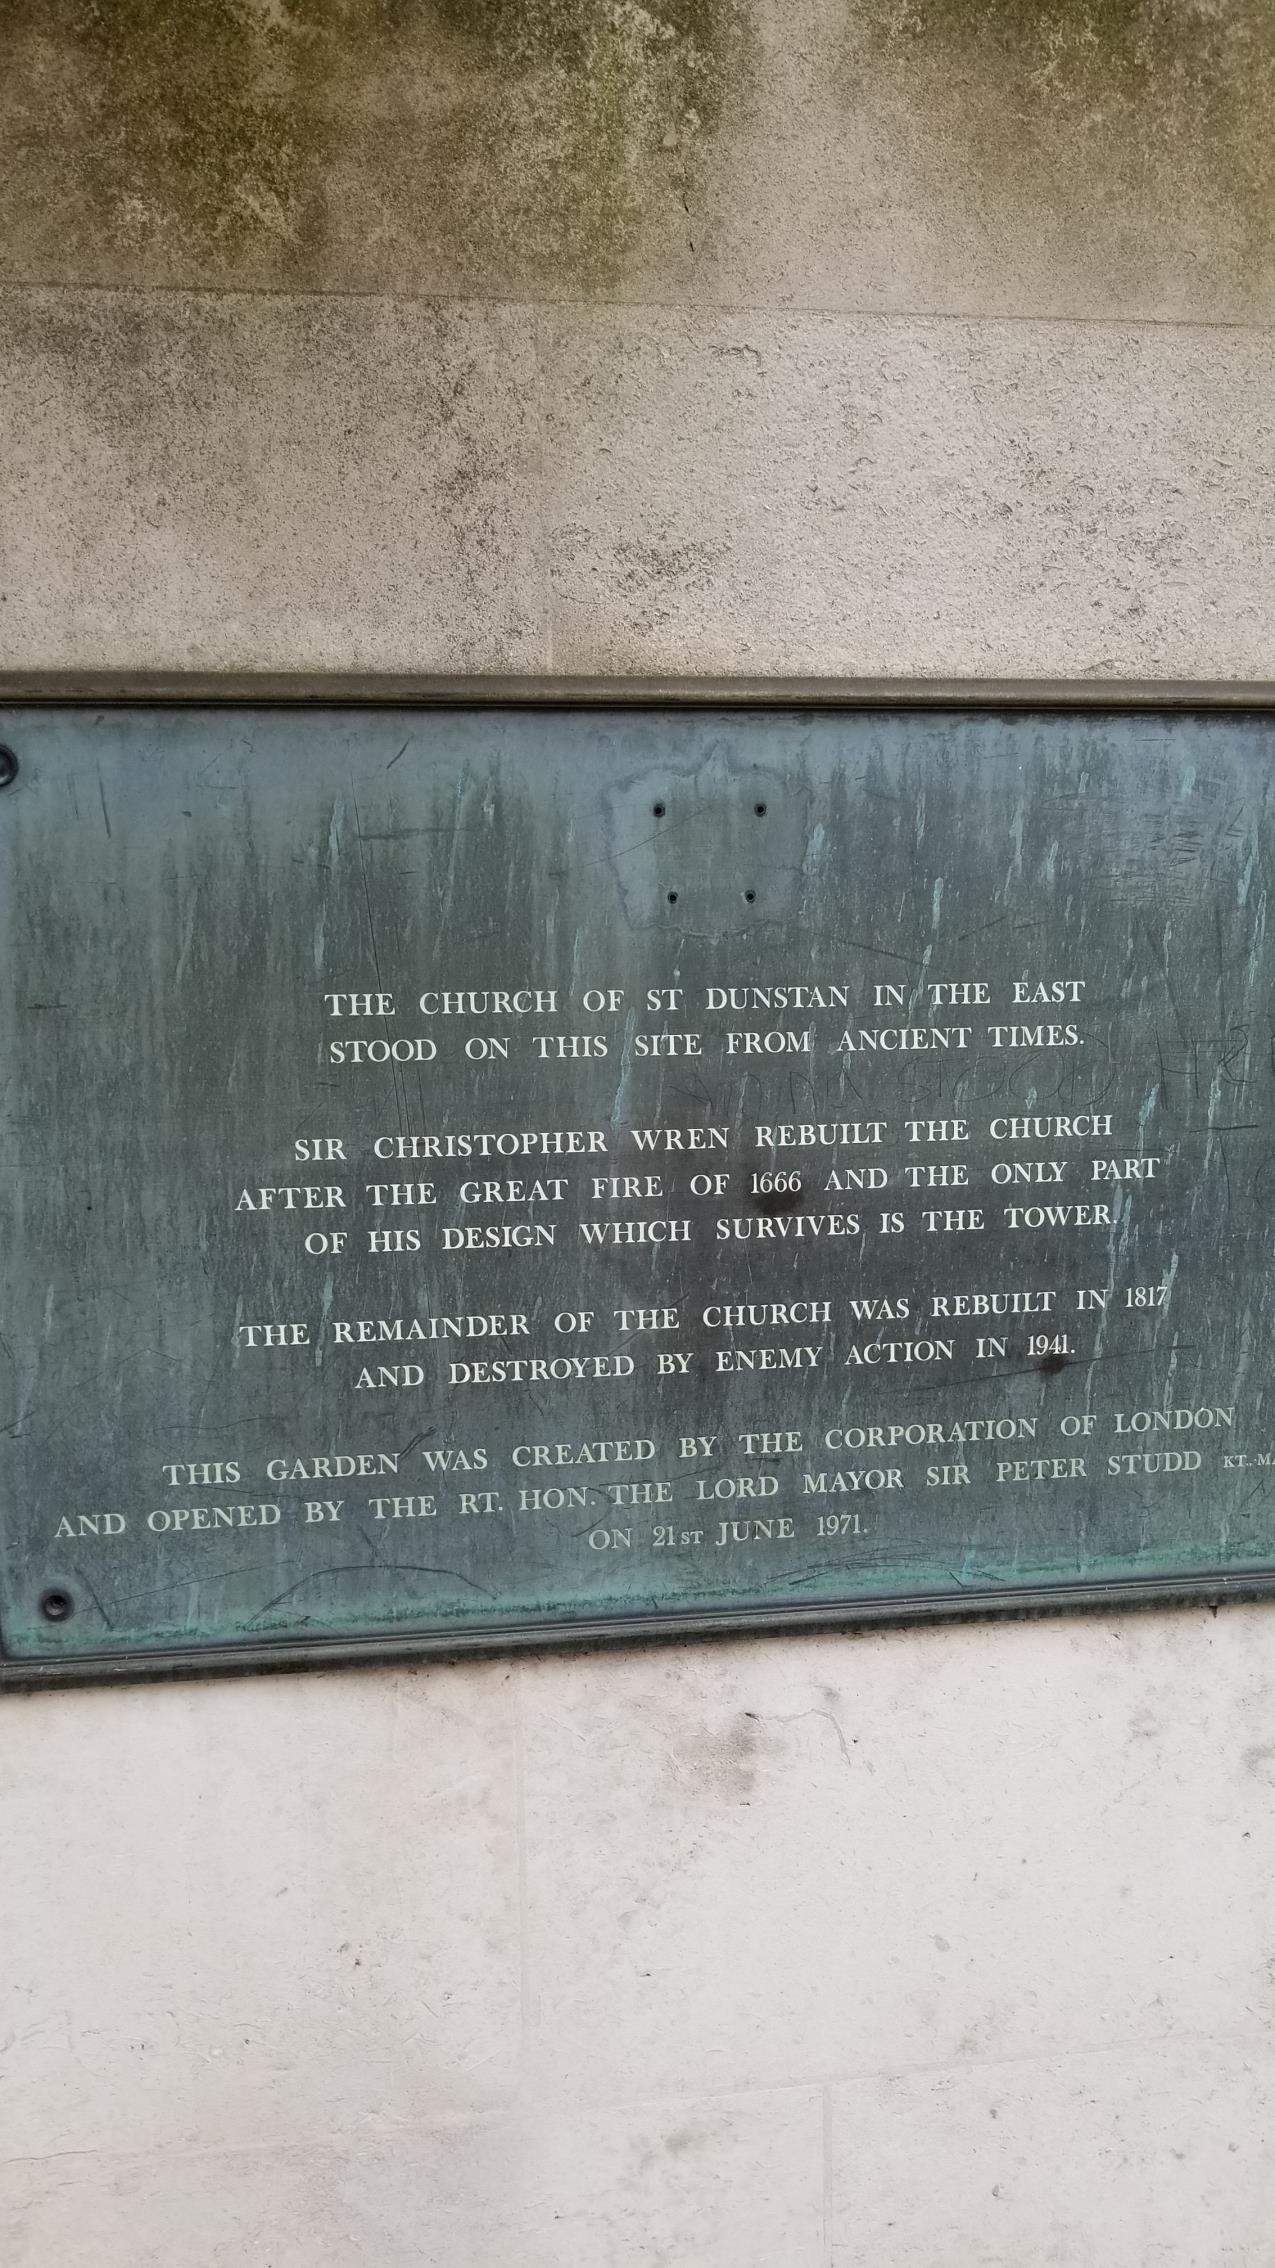 THE CHURCH OF ST DUNSTAN IN THE EAST
STOOD ON THIS SITE FROM ANCIENT TIMES.
STOOD
SIR CHRISTOPHER WREN REBUILT THE CHURCH
AFTER THE GREAT FIRE OF 1666 AND THE ONLY PART
OF HIS DESIGN WHICH SURVIVES IS THE TOWER.
THE REMAINDER OF THE CHURCH WAS REBUILT IN 1817
AND DESTROYED BY ENEMY ACTION IN 1941.
THIS GARDEN WAS CREATED BY THE CORPORATION OF LONDON
AND OPENED BY THE RT. HON. THE LORD MAYOR SIR PETER STUDD KT.,
ON 21ST JUNE 1971.